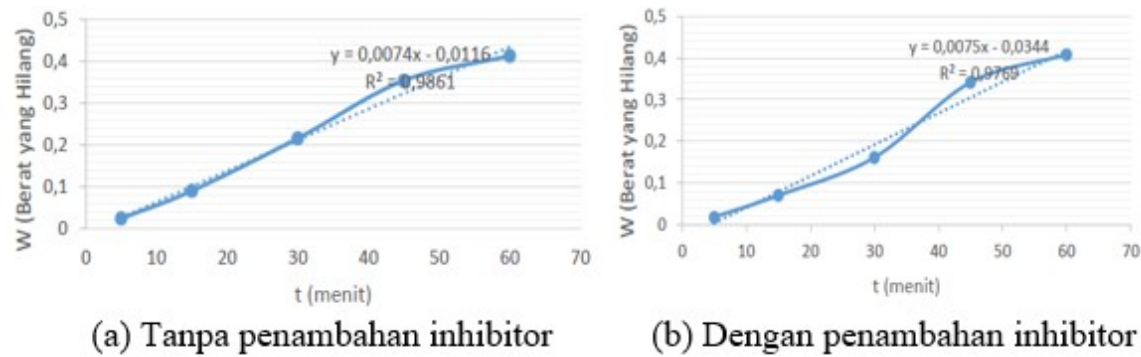 W (Berat yang Hilang)
0,5
0,4
0,3
0,2
0,1
0
y = 0,0074x - 0,0116
R² = 0,9861
0 10 20 30 40 50 60 70
t (menit)
(a) Tanpa penambahan inhibitor
W (Berat yang Hilang)
0,5
0,4
0,3
0,2
0,1
0
y = 0,0075x - 0,0344
R² = 0,9769
0 10 20 30 40 50 60 70
t (menit)
(b) Dengan penambahan inhibitor